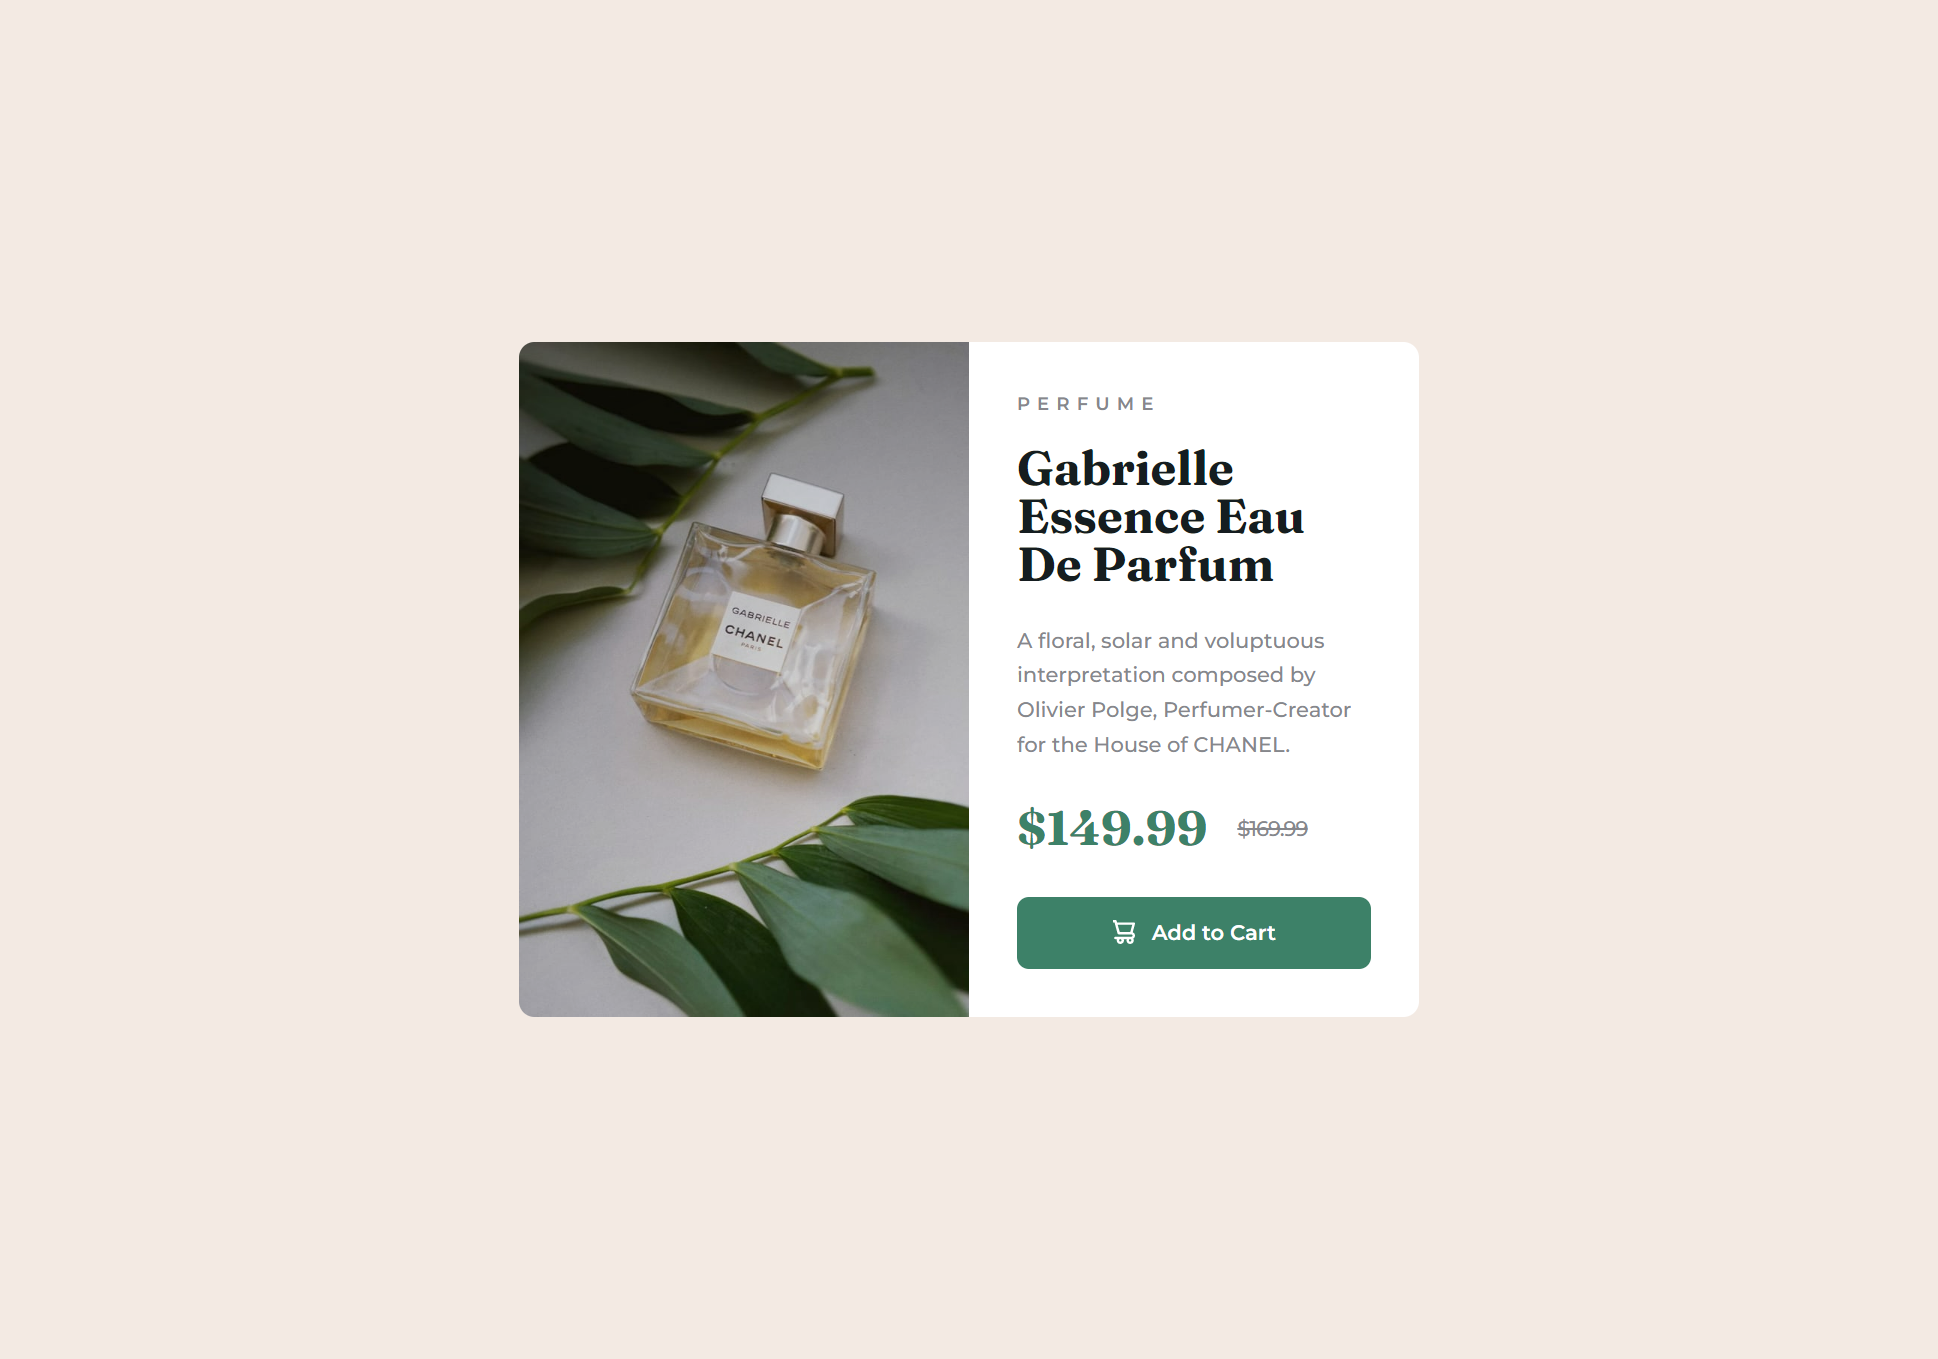 GABRIELLE
CHANEL
PARIS
PERFUME
Gabrielle
Essence Eau
De Parfum
A floral, solar and voluptuous
interpretation composed by
Olivier Polge, Perfumer-Creator
for the House of CHANEL.
$149.99 $169.99
Add to Cart